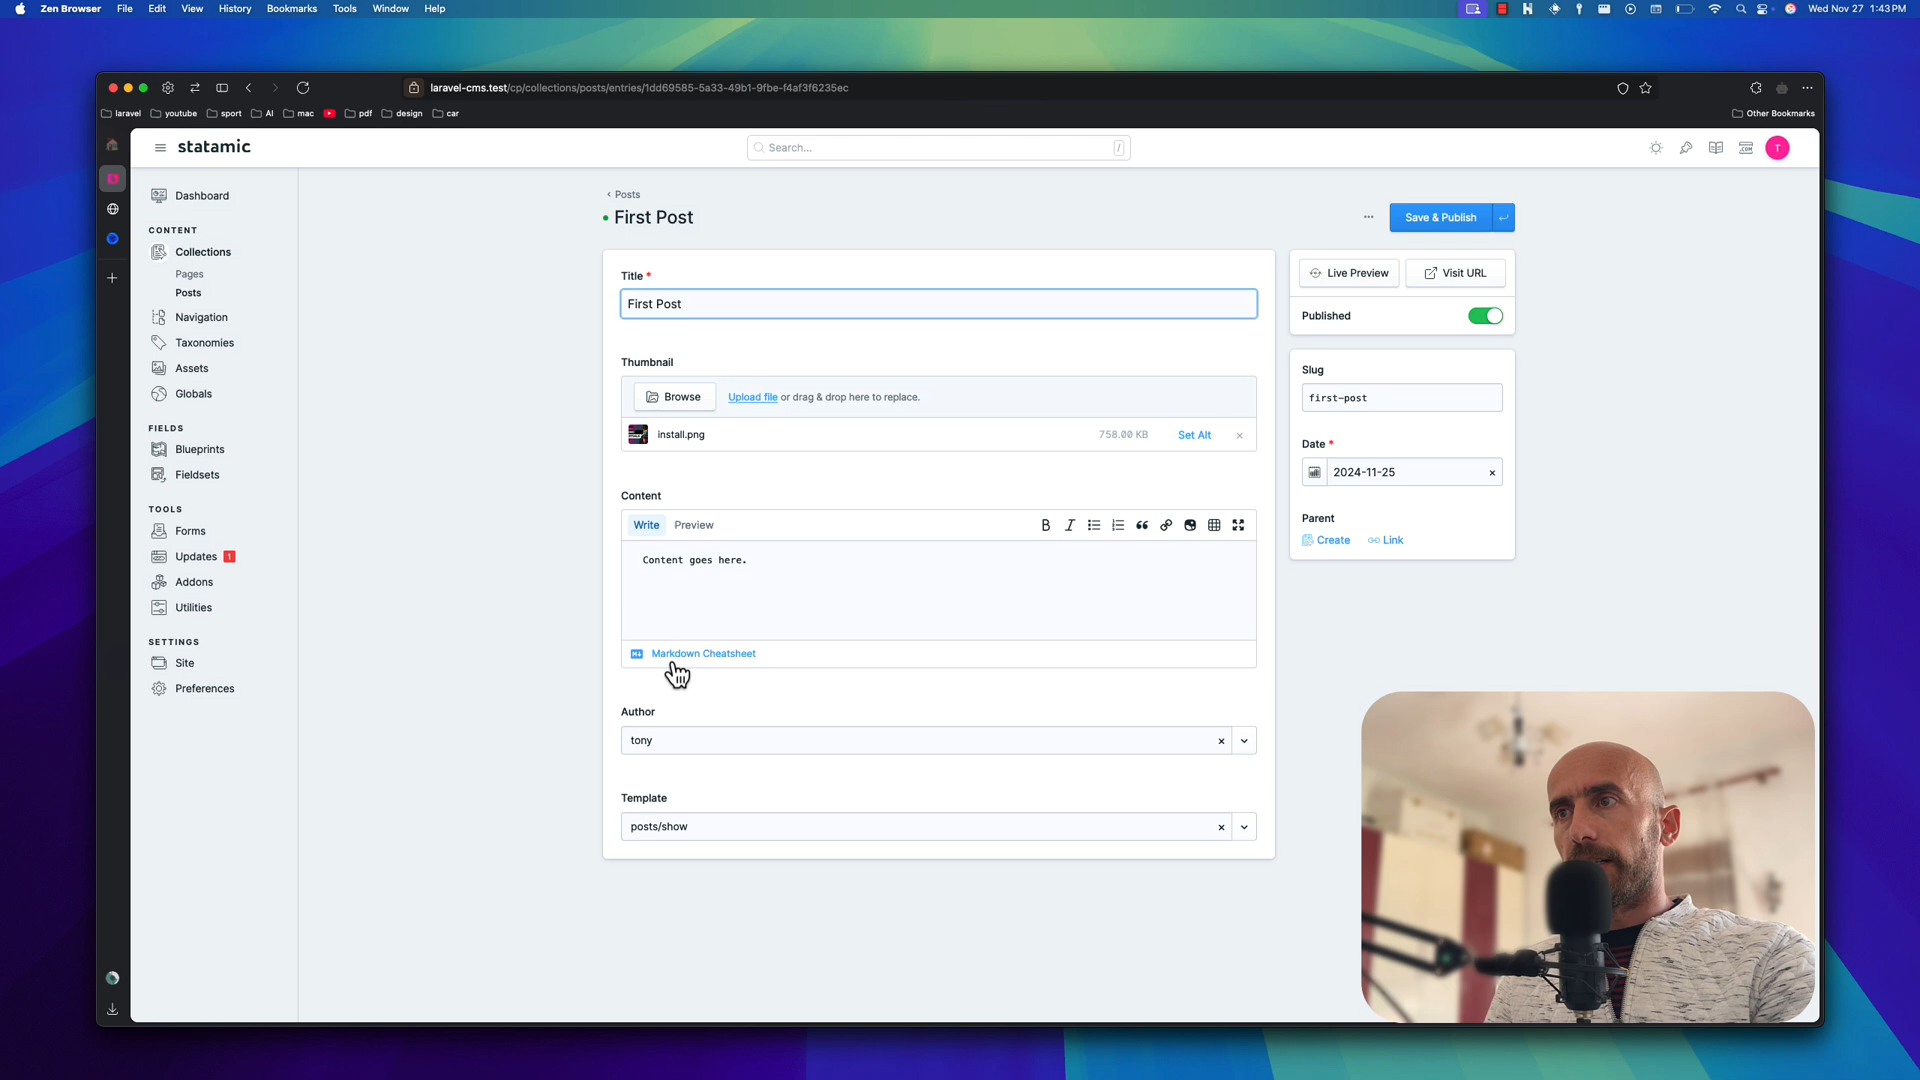 Zen Browser File Edit View History Bookmarks Tools Window Help
Wed Nov 27 1:43 PM
laravel-cms.test/cp/collections/posts/entries/1dd69585-5a33-49b1-9fbe-f4af3f6235ec
laravel youtube sport AI mac pdf design car
Other Bookmarks
statamic
Search...
/
.COM
T
Dashboard
CONTENT
Collections
Pages
Posts
Navigation
Taxonomies
Assets
Globals
FIELDS
Blueprints
Fieldsets
TOOLS
Forms
Updates 1
Addons
Utilities
SETTINGS
Site
Preferences
Posts
First Post
Save & Publish
Title *
First Post
Thumbnail
Browse Upload file or drag & drop here to replace.
install.png 758.00 KB Set Alt ×
Content
Write Preview
Content goes here.
Markdown Cheatsheet
Author
tony ×
Template
posts/show ×
Live Preview Visit URL
Published
Slug
first-post
Date *
2024-11-25 ×
Parent
Create Link